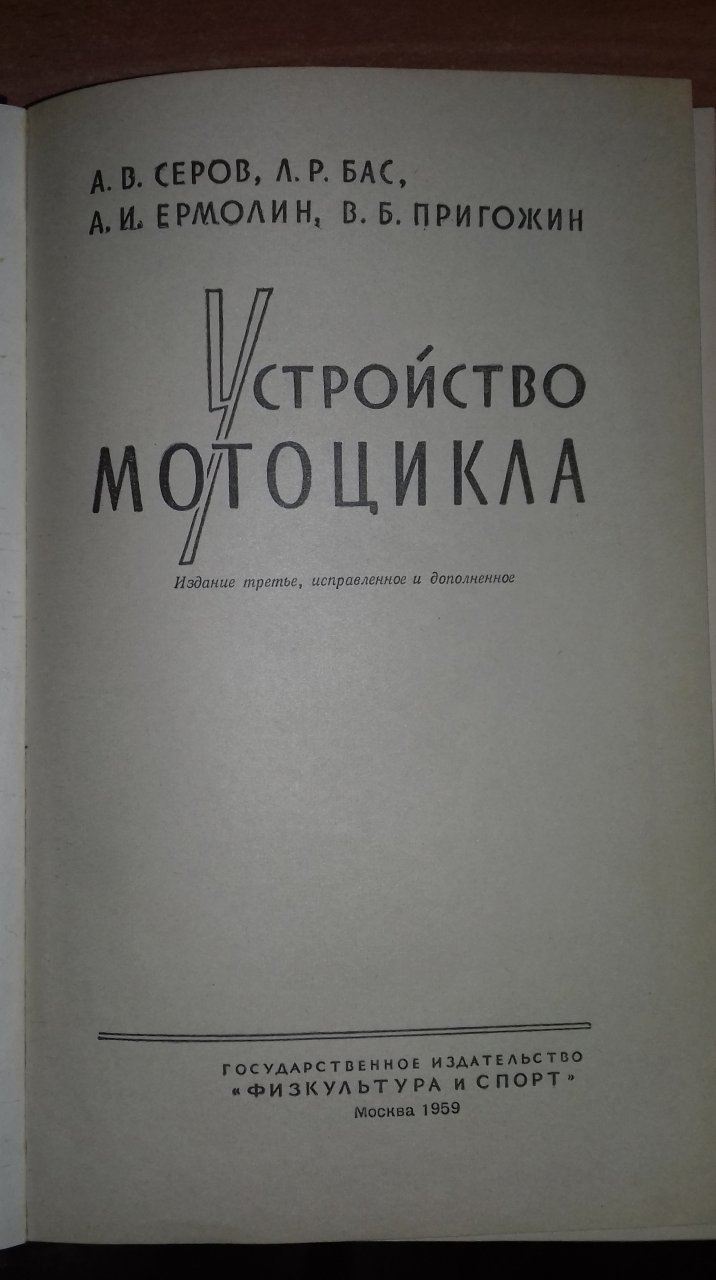 А. В. СЕРОВ, Л. Р. БАС,
А. И. ЕРМОЛИН, В. Б. ПРИГОЖИН
УСТРОЙСТВО
МОТОЦИКЛА
Издание третье, исправленное и дополненное
ГОСУДАРСТВЕННОЕ ИЗДАТЕЛЬСТВО
«ФИЗКУЛЬТУРА И СПОРТ»
Москва 1959